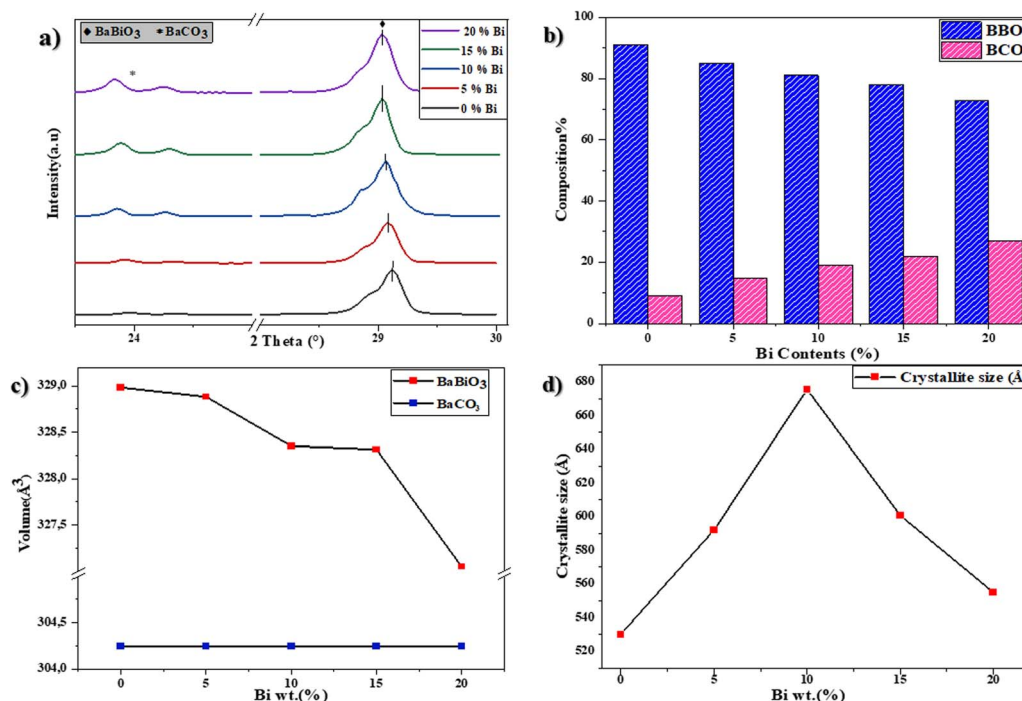 a)
◆ BaBiO₃ * BaCO₃
◆
20 % Bi
15 % Bi
10 % Bi
5 % Bi
0 % Bi
*
Intensity(a.u)
24
29
30
2 Theta (°)
b)
BBO
BCO
Composition%
100
80
60
40
20
0
0 5 10 15 20
Bi Contents (%)
c)
BaBiO₃
BaCO₃
Volume(Å³)
329,0
328,5
328,0
327,5
304,5
304,0
0 5 10 15 20
Bi wt.(%)
d)
Crystallite size (Å)
Crystallite size (Å)
680
660
640
620
600
580
560
540
520
0 5 10 15 20
Bi wt.(%)